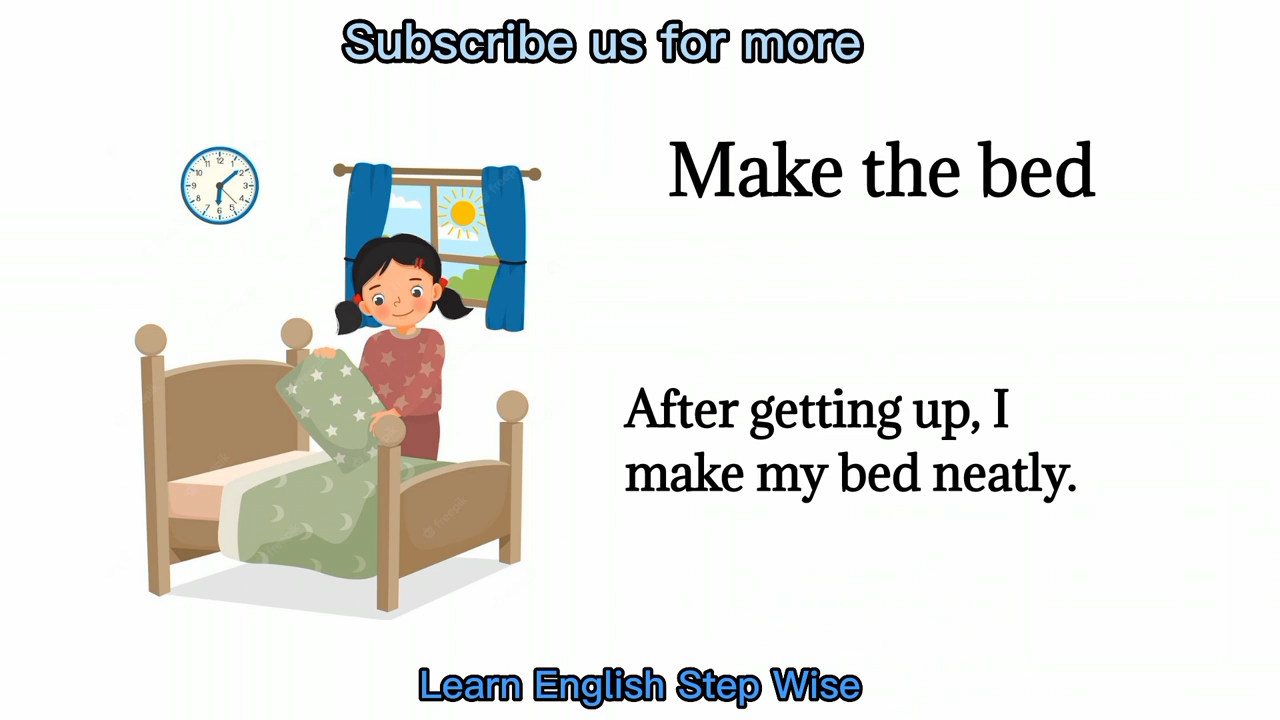 Subscribe us for more
Make the bed
After getting up, I
make my bed neatly.
Learn English Step Wise